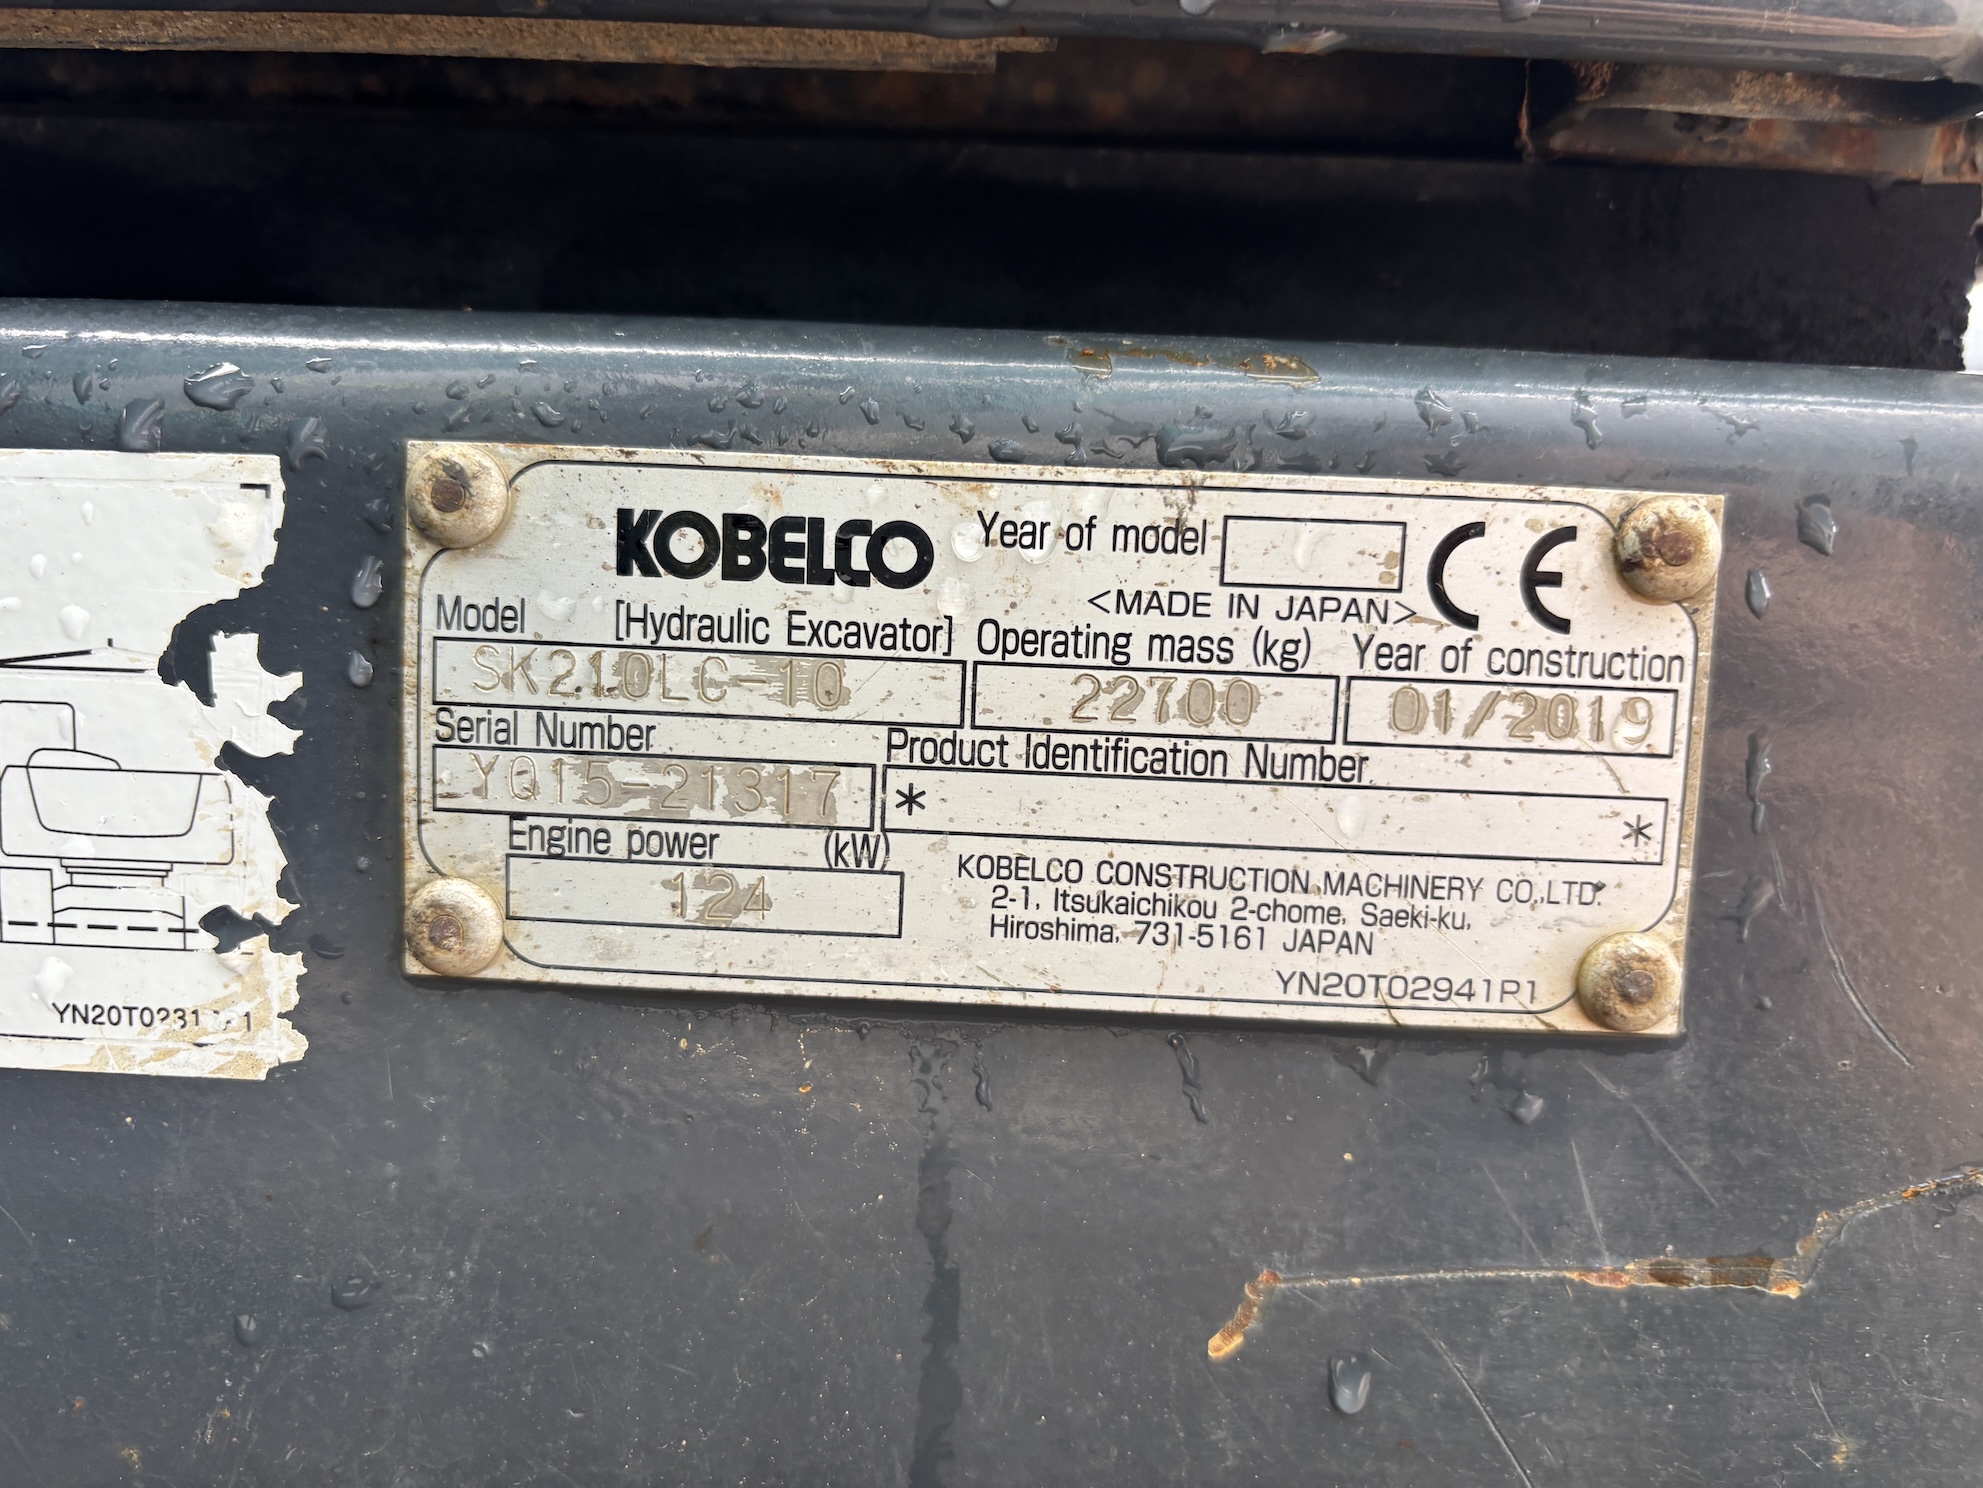 KOBELCO Year of model
<MADE IN JAPAN>
CE
Model [Hydraulic Excavator] Operating mass (kg) Year of construction
SK210LC-10 22700 01/2019
Serial Number Product Identification Number
YQ15-21317 * *
Engine power (kW)
124
KOBELCO CONSTRUCTION MACHINERY CO.,LTD.
2-1, Itsukaichikou 2-chome, Saeki-ku,
Hiroshima, 731-5161 JAPAN
YN20T02941P1